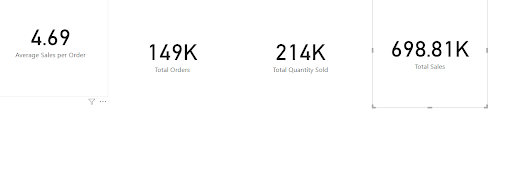 4.69
Average Sales per Order
149K
Total Orders
214K
Total Quantity Sold
698.81K
Total Sales